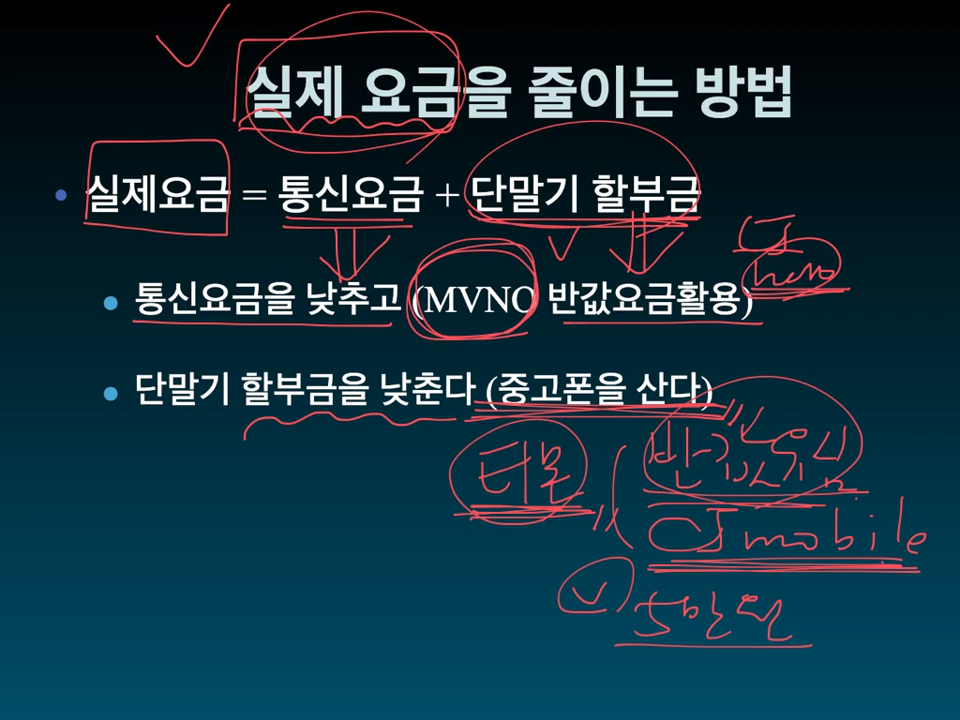 실제 요금을 줄이는 방법
실제요금 = 통신요금 + 단말기 할부금
CJ
hello
통신요금을 낮추고 (MVNO 반값요금활용)
단말기 할부금을 낮춘다 (중고폰을 산다)
티몬
반값유심
CJ mobile
5만원